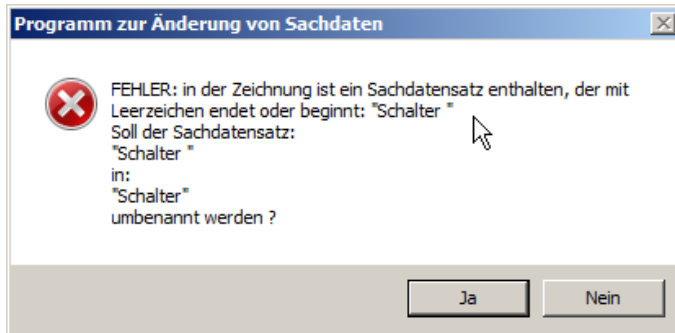 Programm zur Änderung von Sachdaten
FEHLER: in der Zeichnung ist ein Sachdatensatz enthalten, der mit
Leerzeichen endet oder beginnt: "Schalter "
Soll der Sachdatensatz:
"Schalter "
in:
"Schalter"
umbenannt werden ?
Ja
Nein